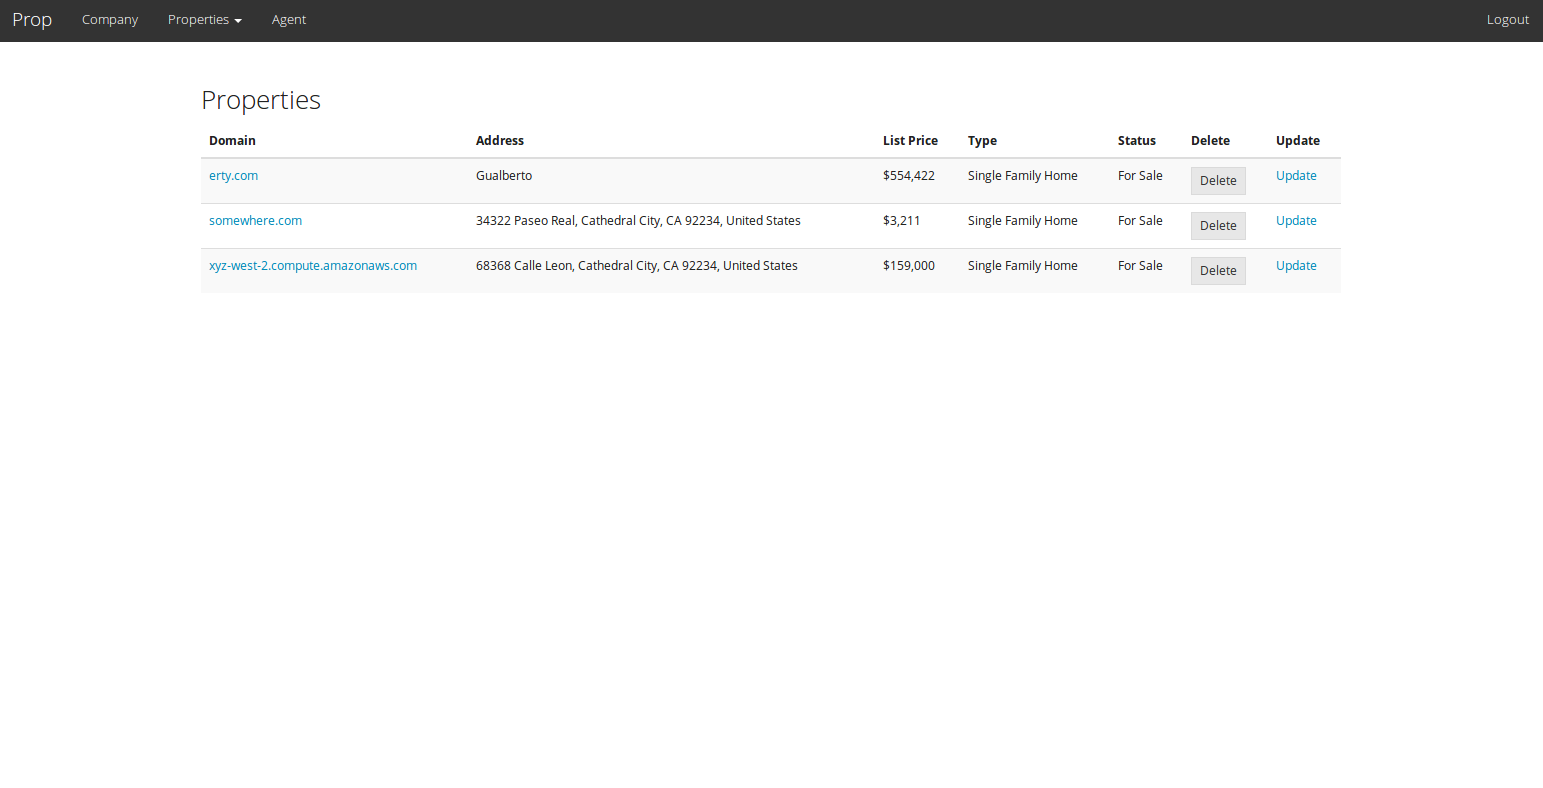 Prop Company Properties Agent Logout
Properties
Domain Address List Price Type Status Delete Update
erty.com Gualberto $554,422 Single Family Home For Sale Delete Update
somewhere.com 34322 Paseo Real, Cathedral City, CA 92234, United States $3,211 Single Family Home For Sale Delete Update
xyz-west-2.compute.amazonaws.com 68368 Calle Leon, Cathedral City, CA 92234, United States $159,000 Single Family Home For Sale Delete Update